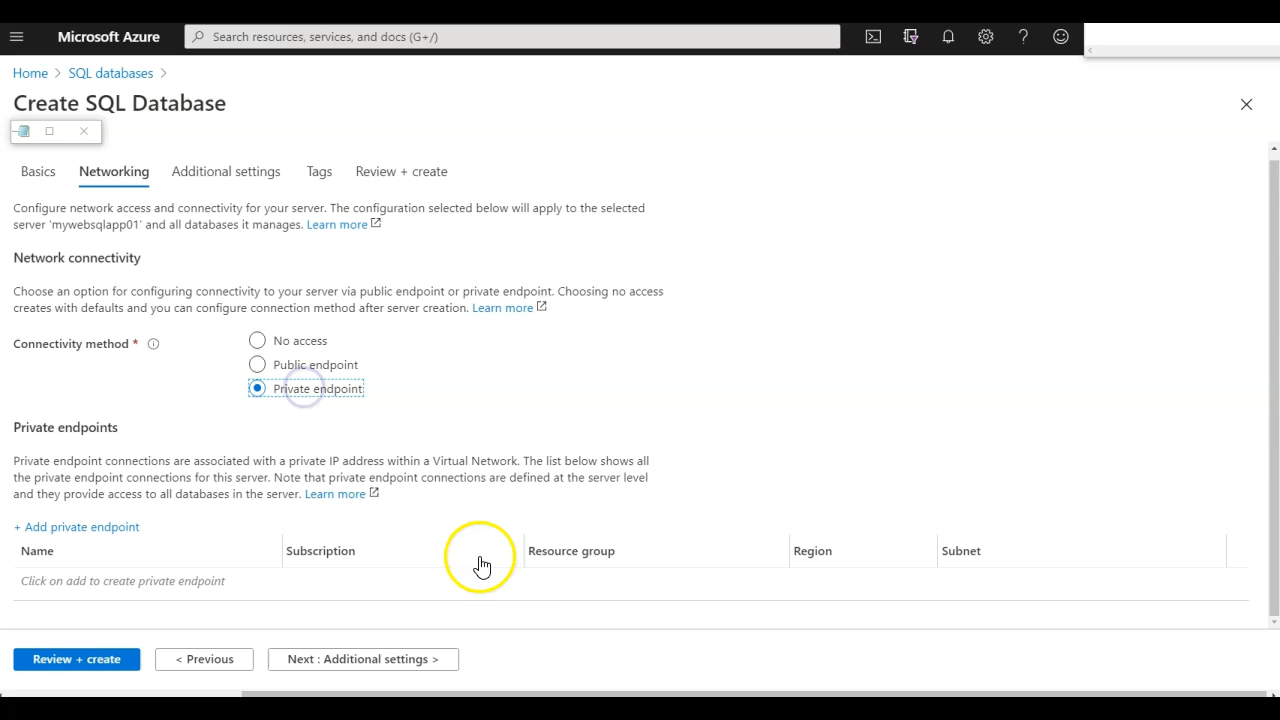 Microsoft Azure
Search resources, services, and docs (G+/)
Home > SQL databases >
Create SQL Database
Basics Networking Additional settings Tags Review + create
Configure network access and connectivity for your server. The configuration selected below will apply to the selected
server 'mywebsqlapp01' and all databases it manages. Learn more
Network connectivity
Choose an option for configuring connectivity to your server via public endpoint or private endpoint. Choosing no access
creates with defaults and you can configure connection method after server creation. Learn more
Connectivity method *
No access
Public endpoint
Private endpoint
Private endpoints
Private endpoint connections are associated with a private IP address within a Virtual Network. The list below shows all
the private endpoint connections for this server. Note that private endpoint connections are defined at the server level
and they provide access to all databases in the server. Learn more
+ Add private endpoint
Name Subscription Resource group Region Subnet
Click on add to create private endpoint
Review + create < Previous Next : Additional settings >